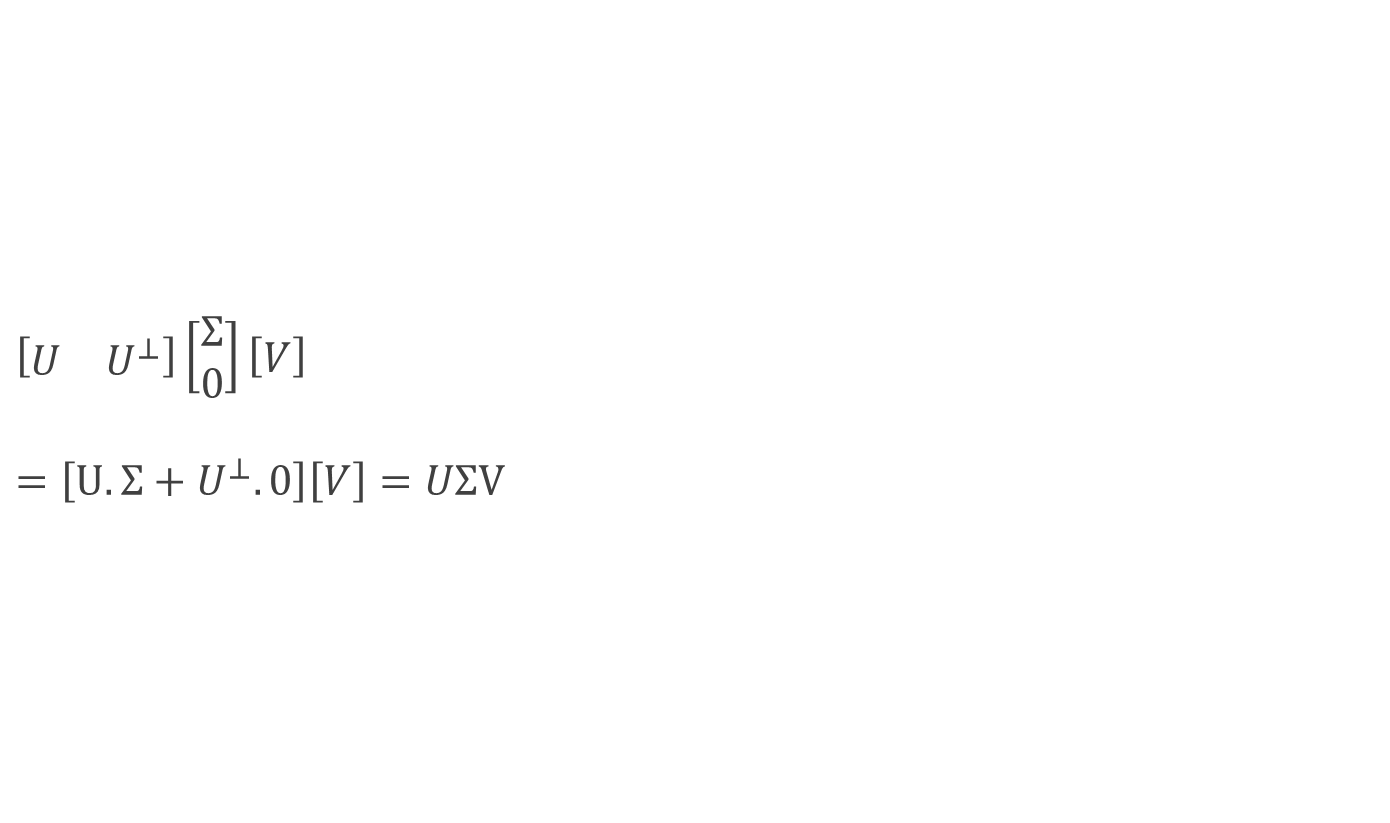 [U U^⊥] [Σ 0] [V]
= [U. Σ + U^⊥. 0][V] = UΣV